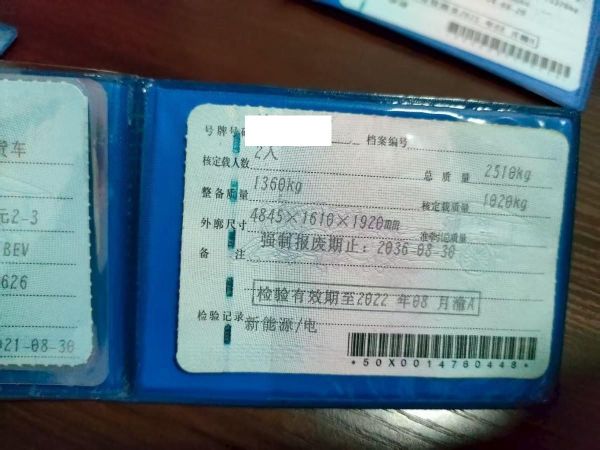 号牌号码 档案编号
核定载人数 2人 总质量 2510kg
整备质量 1360kg 核定载质量 1020kg
外廓尺寸 4845×1610×1920mm 准牵引总质量
备注 强制报废期止: 2036-08-30
检验有效期至2022 年08 月渝A
检验记录 新能源/电
*50X0014760448*
货车
元2-3
BEV
626
21-08-30